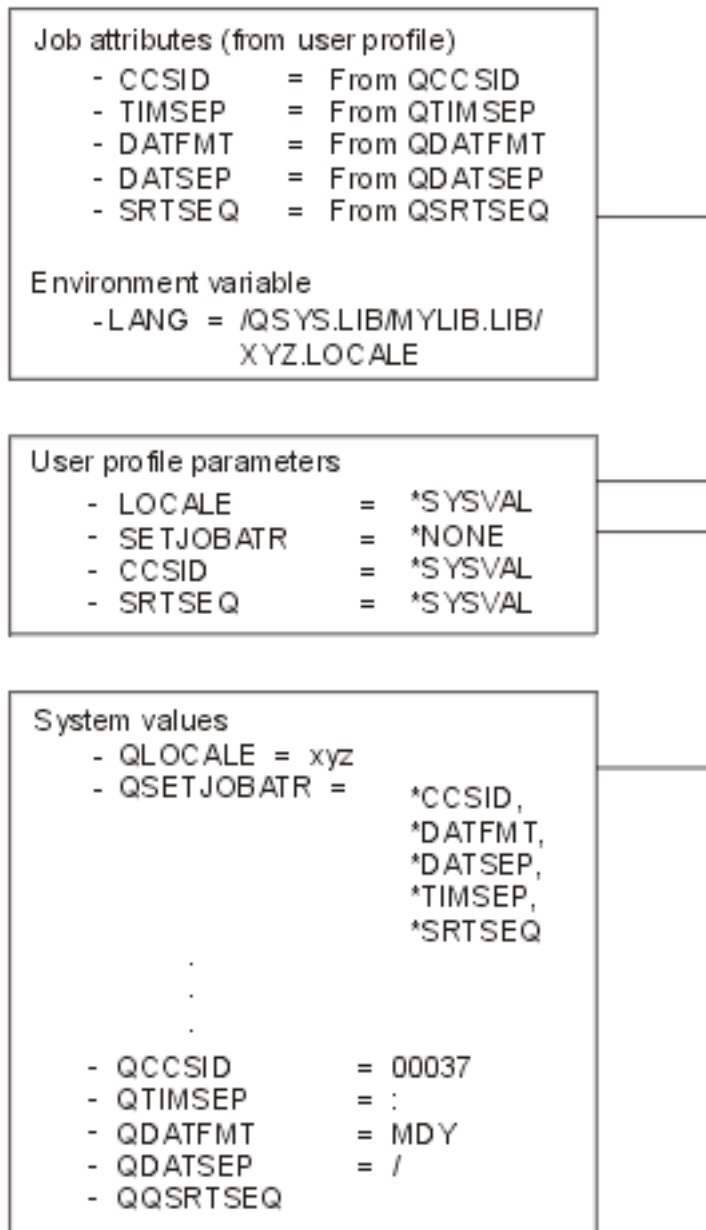 Job attributes (from user profile)
- CCSID = From QCCSID
- TIMSEP = From QTIMSEP
- DATFMT = From QDATFMT
- DATSEP = From QDATSEP
- SRTSEQ = From QSRTSEQ
Environment variable
- LANG = /QSYS.LIB/MYLIB.LIB/
XYZ.LOCALE
User profile parameters
- LOCALE = *SYSVAL
- SETJOBATR = *NONE
- CCSID = *SYSVAL
- SRTSEQ = *SYSVAL
System values
- QLOCALE = xyz
- QSETJOBATR = *CCSID,
*DATFMT,
*DATSEP,
*TIMSEP,
*SRTSEQ
.
.
.
- QCCSID = 00037
- QTIMSEP = :
- QDATFMT = MDY
- QDATSEP = /
- QQSRTSEQ